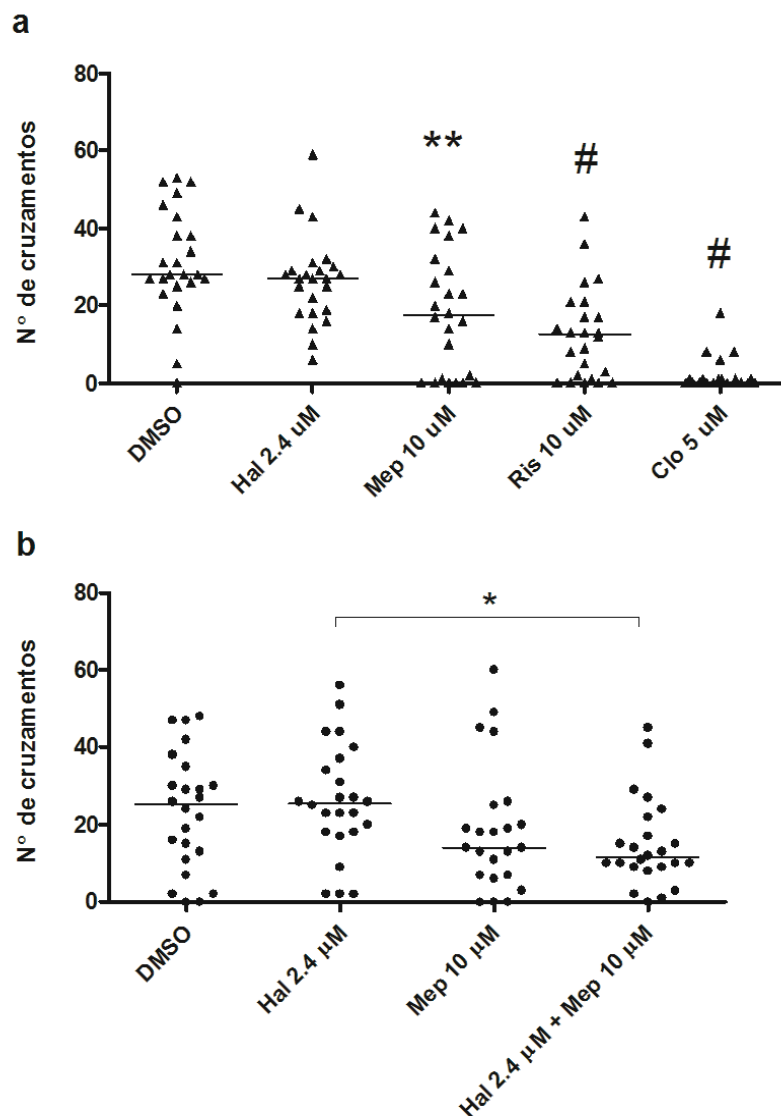 a
N° de cruzamentos
80
60
40
20
0
**
#
#
DMSO
Hal 2.4 uM
Mep 10 uM
Ris 10 uM
Clo 5 uM
b
N° de cruzamentos
80
60
40
20
0
*
DMSO
Hal 2.4 μM
Mep 10 μM
Hal 2.4 μM + Mep 10 μM